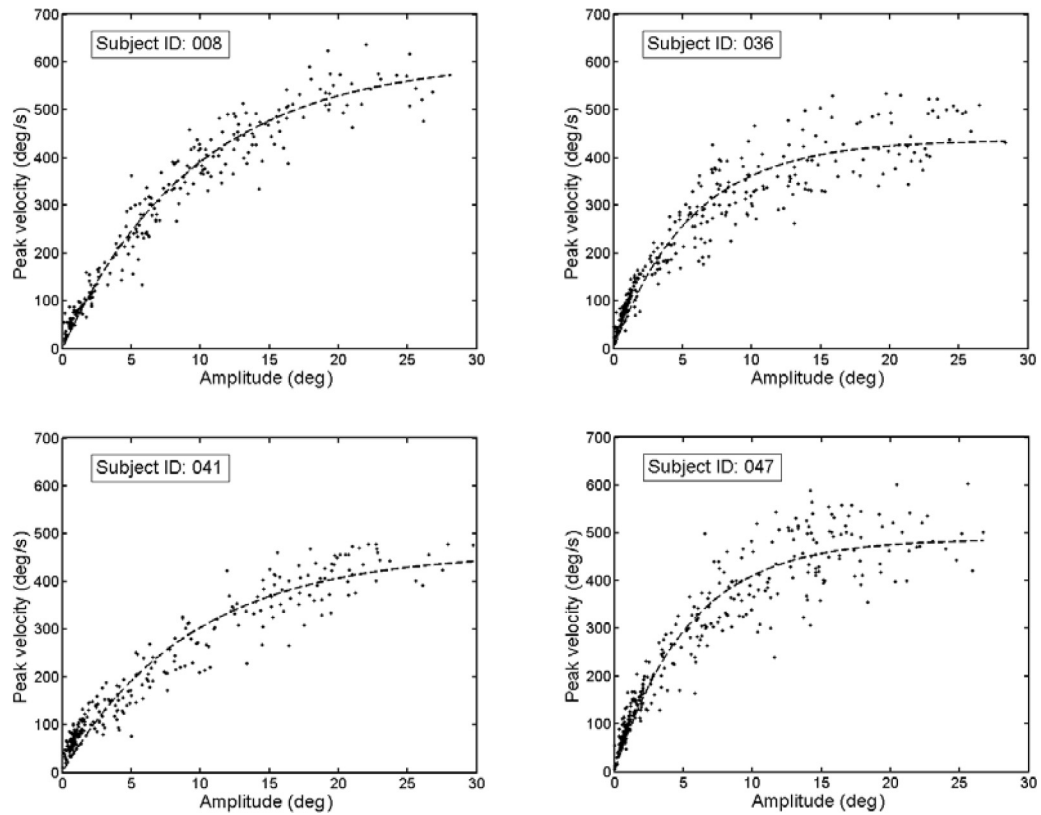 Subject ID: 008
Peak velocity (deg/s)
700
600
500
400
300
200
100
0
0 5 10 15 20 25 30
Amplitude (deg)
Subject ID: 036
Peak velocity (deg/s)
700
600
500
400
300
200
100
0
0 5 10 15 20 25 30
Amplitude (deg)
Subject ID: 041
Peak velocity (deg/s)
700
600
500
400
300
200
100
0
0 5 10 15 20 25 30
Amplitude (deg)
Subject ID: 047
Peak velocity (deg/s)
700
600
500
400
300
200
100
0
0 5 10 15 20 25 30
Amplitude (deg)